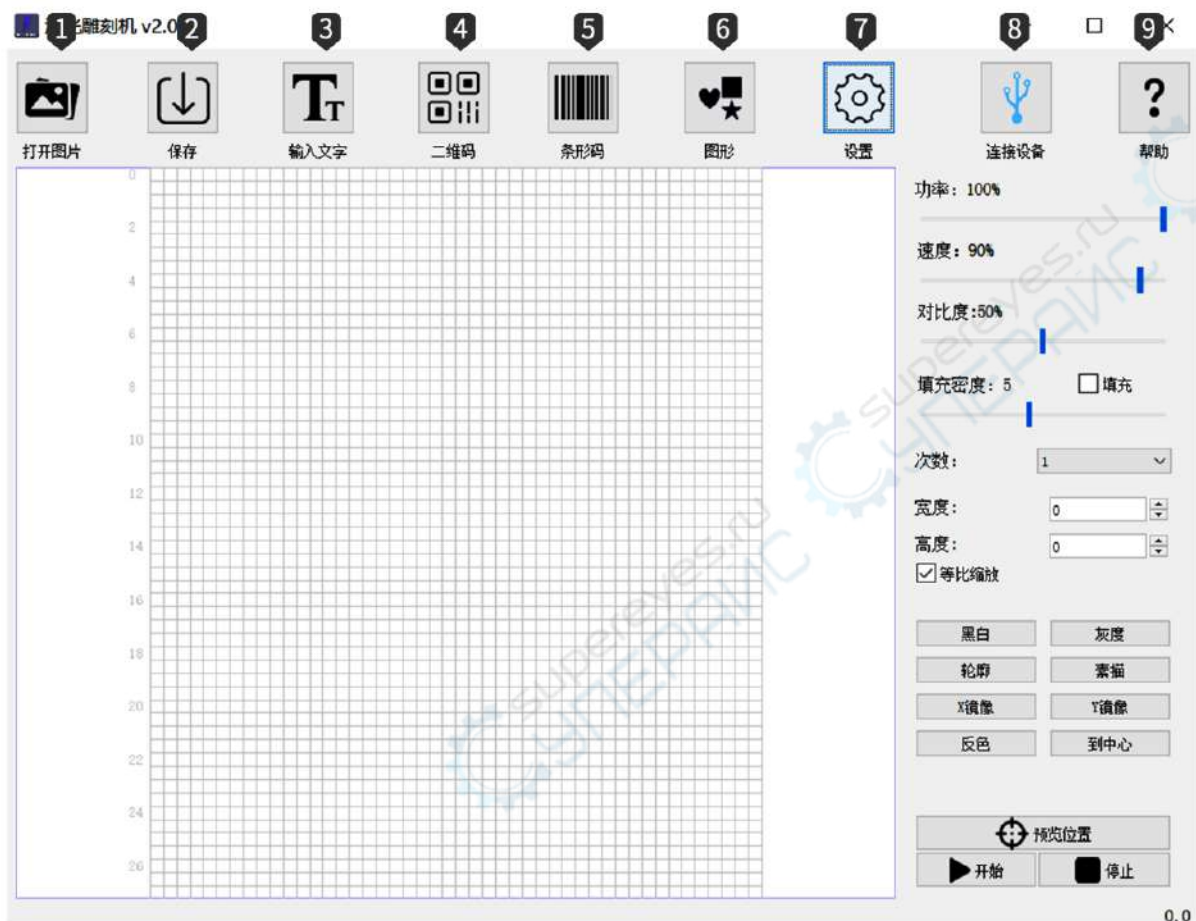 雕刻机, v2.0
1 2 3 4 5 6 7 8 9
打开图片 保存 输入文字 二维码 条形码 图形 设置 连接设备 帮助
0
2
4
6
8
10
12
14
16
18
20
22
24
26
功率: 100%
速度: 90%
对比度:50%
填充密度: 5 填充
次数: 1
宽度: 0
高度: 0
等比缩放
黑白 灰度
轮廓 素描
X镜像 Y镜像
反色 到中心
预览位置
开始 停止
0,0
supereyes.ru
СУПЕРАЙС
supereyes.ru
СУПЕРАЙС